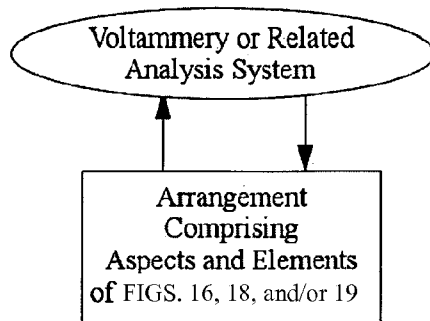 Voltammery or Related
Analysis System
Arrangement
Comprising
Aspects and Elements
of FIGS. 16, 18, and/or 19